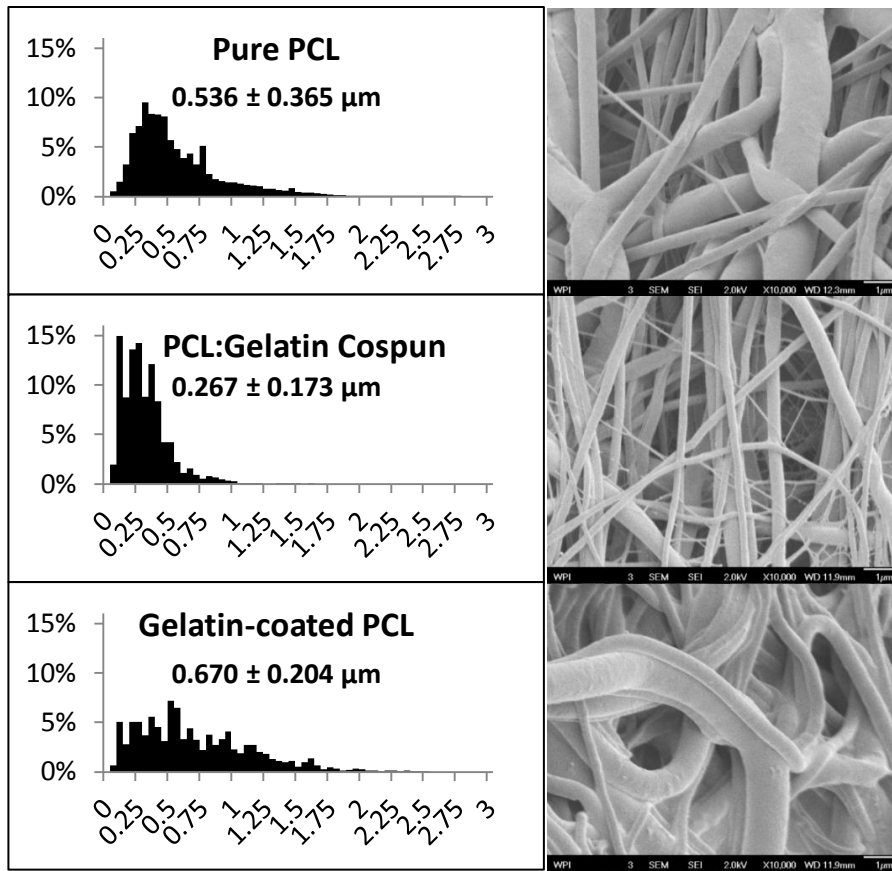 Pure PCL
0.536 ± 0.365 µm
15%
10%
5%
0%
0 0.25 0.5 0.75 1 1.25 1.5 1.75 2 2.25 2.5 2.75 3
WPI 3 SEM SEI 2.0kV X10,000 WD 12.3mm 1µm
PCL:Gelatin Cospun
0.267 ± 0.173 µm
15%
10%
5%
0%
0 0.25 0.5 0.75 1 1.25 1.5 1.75 2 2.25 2.5 2.75 3
WPI 3 SEM SEI 2.0kV X10,000 WD 11.9mm 1µm
Gelatin-coated PCL
0.670 ± 0.204 µm
15%
10%
5%
0%
0 0.25 0.5 0.75 1 1.25 1.5 1.75 2 2.25 2.5 2.75 3
WPI 3 SEM SEI 2.0kV X10,000 WD 11.9mm 1µm